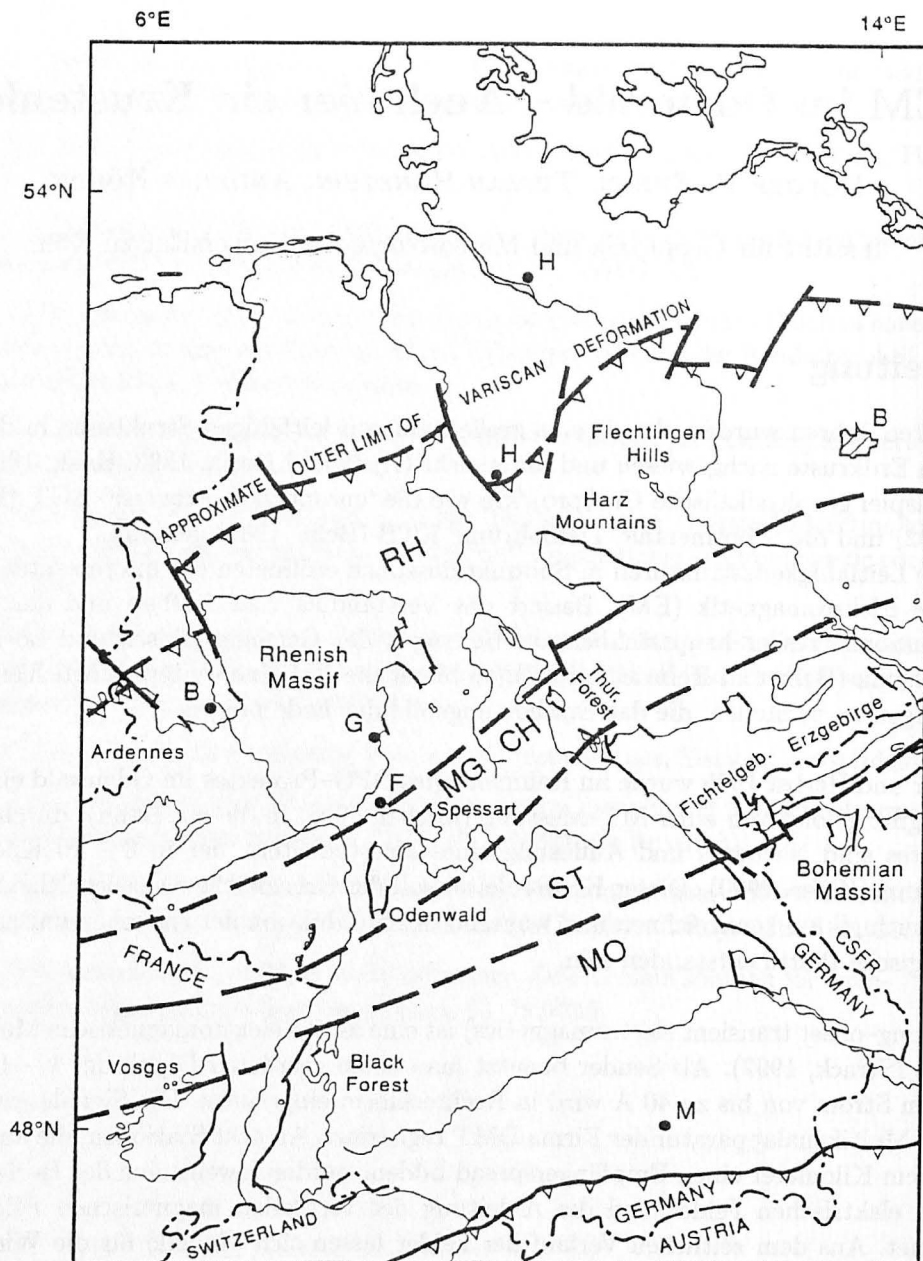 6°E
14°E
54°N
H
APPROXIMATE OUTER LIMIT OF VARISCAN DEFORMATION
B
Flechtingen
Hills
H
Harz
Mountains
RH
Rhenish
Massif
B
Thur.
Forest
G
CH
Erzgebirge
Ardennes
MG
Fichtelgeb.
F
Spessart
Bohemian
Massif
ST
Odenwald
MO
CSFR
GERMANY
FRANCE
Vosges
Black
Forest
M
48°N
GERMANY
SWITZERLAND
AUSTRIA